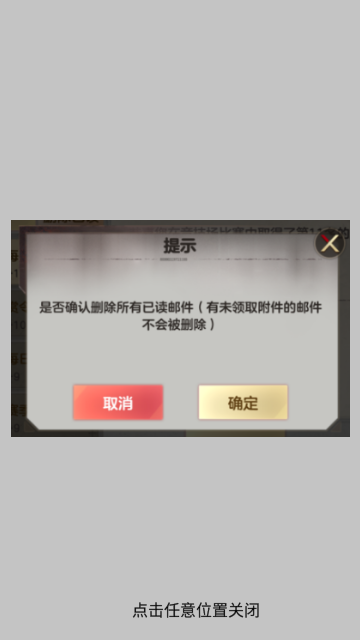 提示
是否确认删除所有已读邮件（有未领取附件的邮件
不会被删除）
取消
确定
点击任意位置关闭